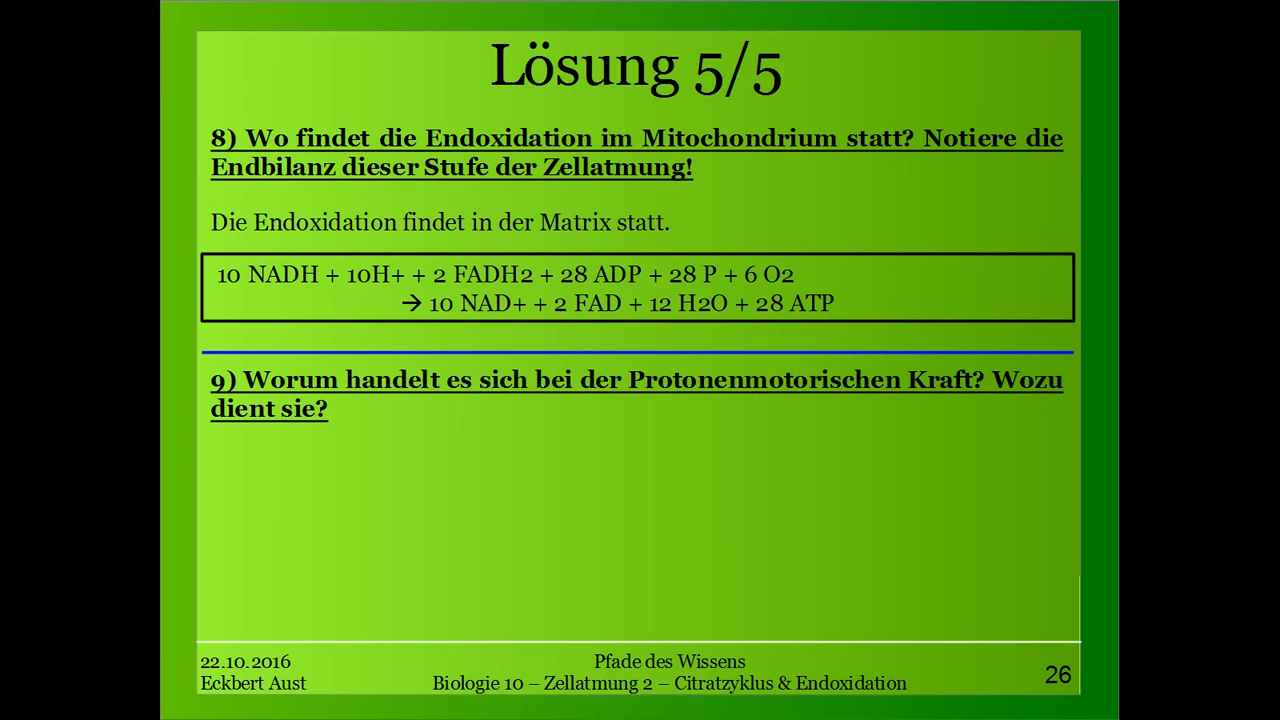 Lösung 5/5
8) Wo findet die Endoxidation im Mitochondrium statt? Notiere die
Endbilanz dieser Stufe der Zellatmung!
Die Endoxidation findet in der Matrix statt.
10 NADH + 10H+ + 2 FADH2 + 28 ADP + 28 P + 6 O2
→ 10 NAD+ + 2 FAD + 12 H2O + 28 ATP
9) Worum handelt es sich bei der Protonenmotorischen Kraft? Wozu
dient sie?
22.10.2016
Eckbert Aust
Pfade des Wissens
Biologie 10 – Zellatmung 2 – Citratzyklus & Endoxidation
26